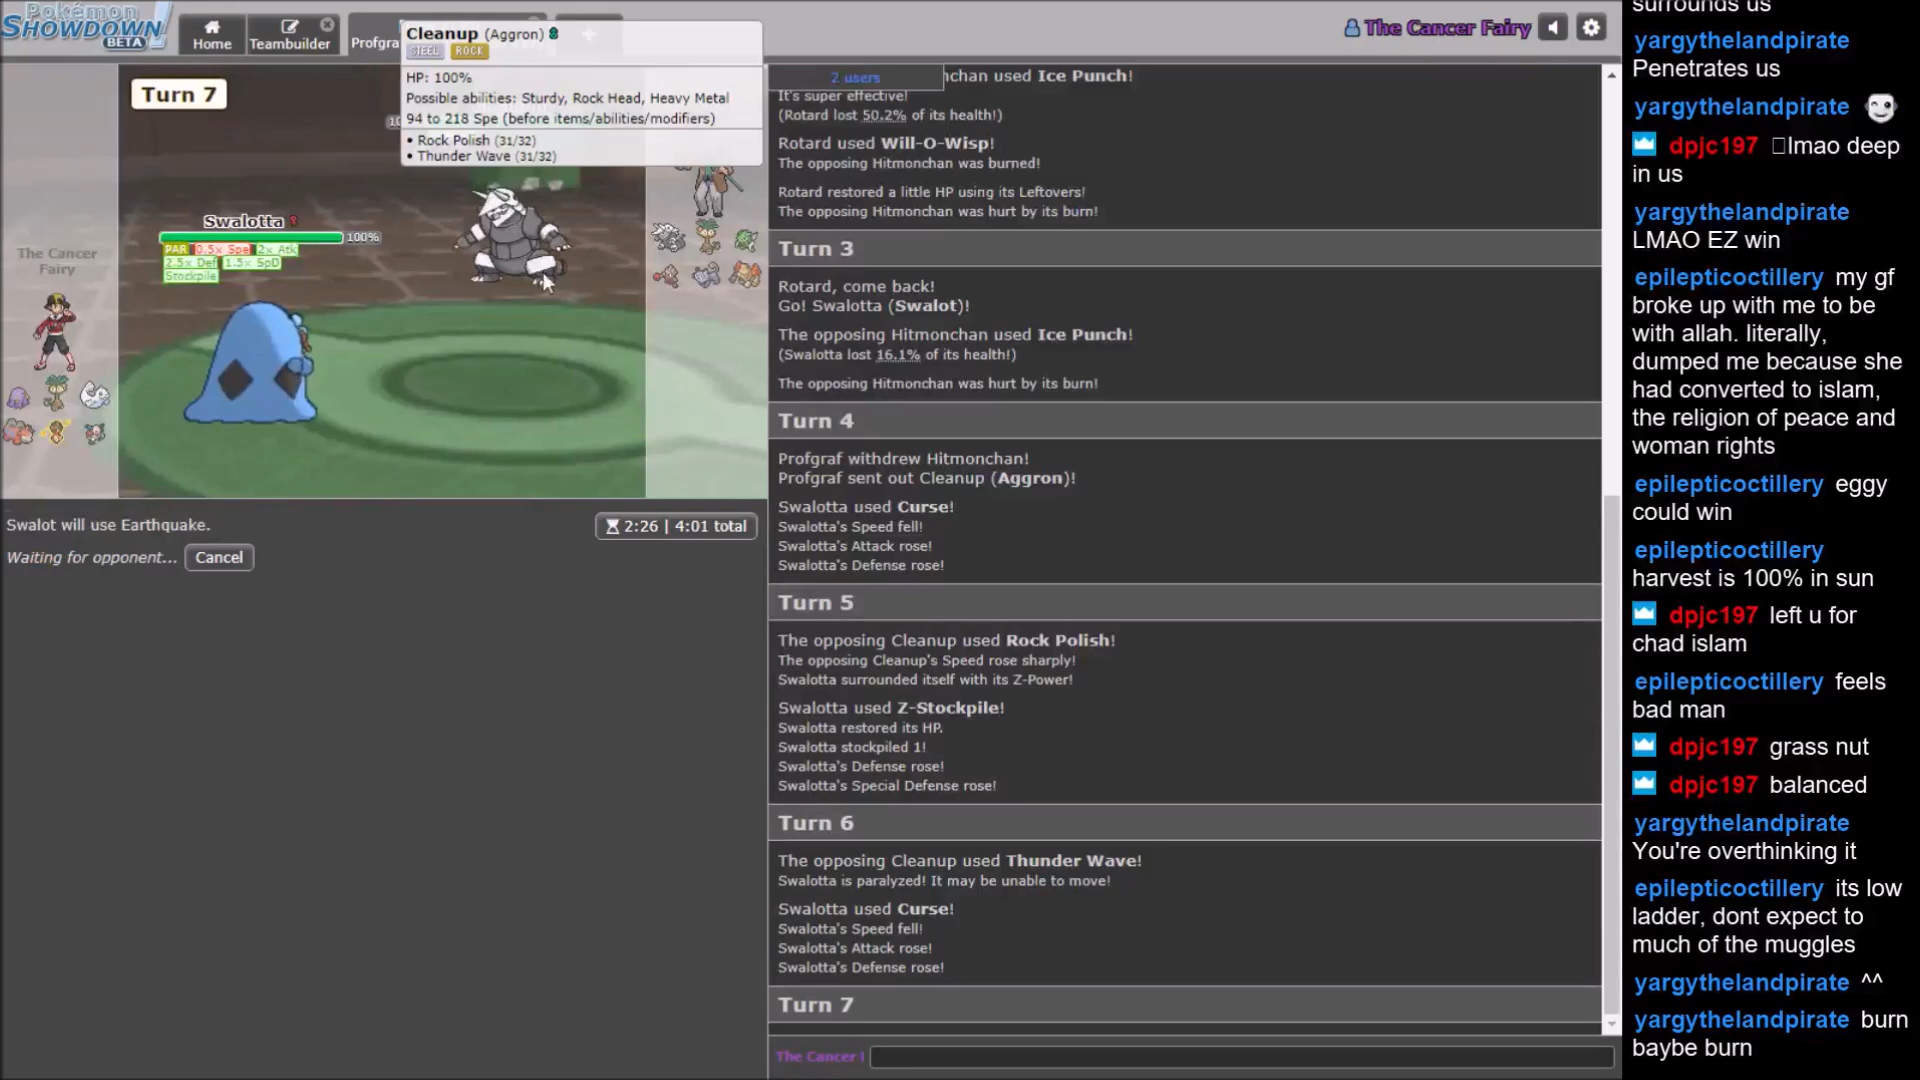 Pokémon
SHOWDOWN!
BETA
Home
Teambuilder
Profgra
The Cancer Fairy
Cleanup (Aggron)
STEEL ROCK
HP: 100%
Possible abilities: Sturdy, Rock Head, Heavy Metal
94 to 218 Spe (before items/abilities/modifiers)
• Rock Polish (31/32)
• Thunder Wave (31/32)
Turn 7
Swalotta
100%
PAR 0.5x Spe 2x Atk
2.5x Def 1.5x SpD
Stockpile
The Cancer
Fairy
Swalot will use Earthquake.
2:26 | 4:01 total
Waiting for opponent... Cancel
2 users
nchan used Ice Punch!
It's super effective!
(Rotard lost 50.2% of its health!)
Rotard used Will-O-Wisp!
The opposing Hitmonchan was burned!
Rotard restored a little HP using its Leftovers!
The opposing Hitmonchan was hurt by its burn!
Turn 3
Rotard, come back!
Go! Swalotta (Swalot)!
The opposing Hitmonchan used Ice Punch!
(Swalotta lost 16.1% of its health!)
The opposing Hitmonchan was hurt by its burn!
Turn 4
Profgraf withdrew Hitmonchan!
Profgraf sent out Cleanup (Aggron)!
Swalotta used Curse!
Swalotta's Speed fell!
Swalotta's Attack rose!
Swalotta's Defense rose!
Turn 5
The opposing Cleanup used Rock Polish!
The opposing Cleanup's Speed rose sharply!
Swalotta surrounded itself with its Z-Power!
Swalotta used Z-Stockpile!
Swalotta restored its HP.
Swalotta stockpiled 1!
Swalotta's Defense rose!
Swalotta's Special Defense rose!
Turn 6
The opposing Cleanup used Thunder Wave!
Swalotta is paralyzed! It may be unable to move!
Swalotta used Curse!
Swalotta's Speed fell!
Swalotta's Attack rose!
Swalotta's Defense rose!
Turn 7
The Cancer
surrounds us
yargythelandpirate
Penetrates us
yargythelandpirate
dpjc197 lmao deep
in us
yargythelandpirate
LMAO EZ win
epilepticoctillery my gf
broke up with me to be
with allah. literally,
dumped me because she
had converted to islam,
the religion of peace and
woman rights
epilepticoctillery eggy
could win
epilepticoctillery
harvest is 100% in sun
dpjc197 left u for
chad islam
epilepticoctillery feels
bad man
dpjc197 grass nut
dpjc197 balanced
yargythelandpirate
You're overthinking it
epilepticoctillery its low
ladder, dont expect to
much of the muggles
yargythelandpirate ^^
yargythelandpirate burn
baybe burn